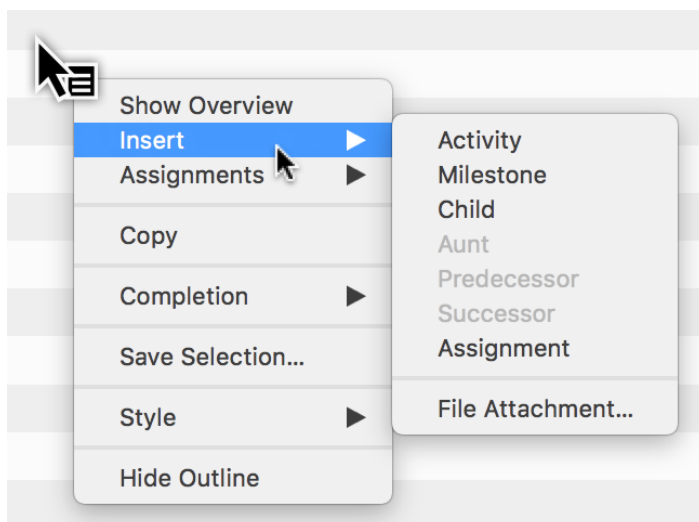 Show Overview
Insert
Assignments
Copy
Completion
Save Selection...
Style
Hide Outline
Activity
Milestone
Child
Aunt
Predecessor
Successor
Assignment
File Attachment...